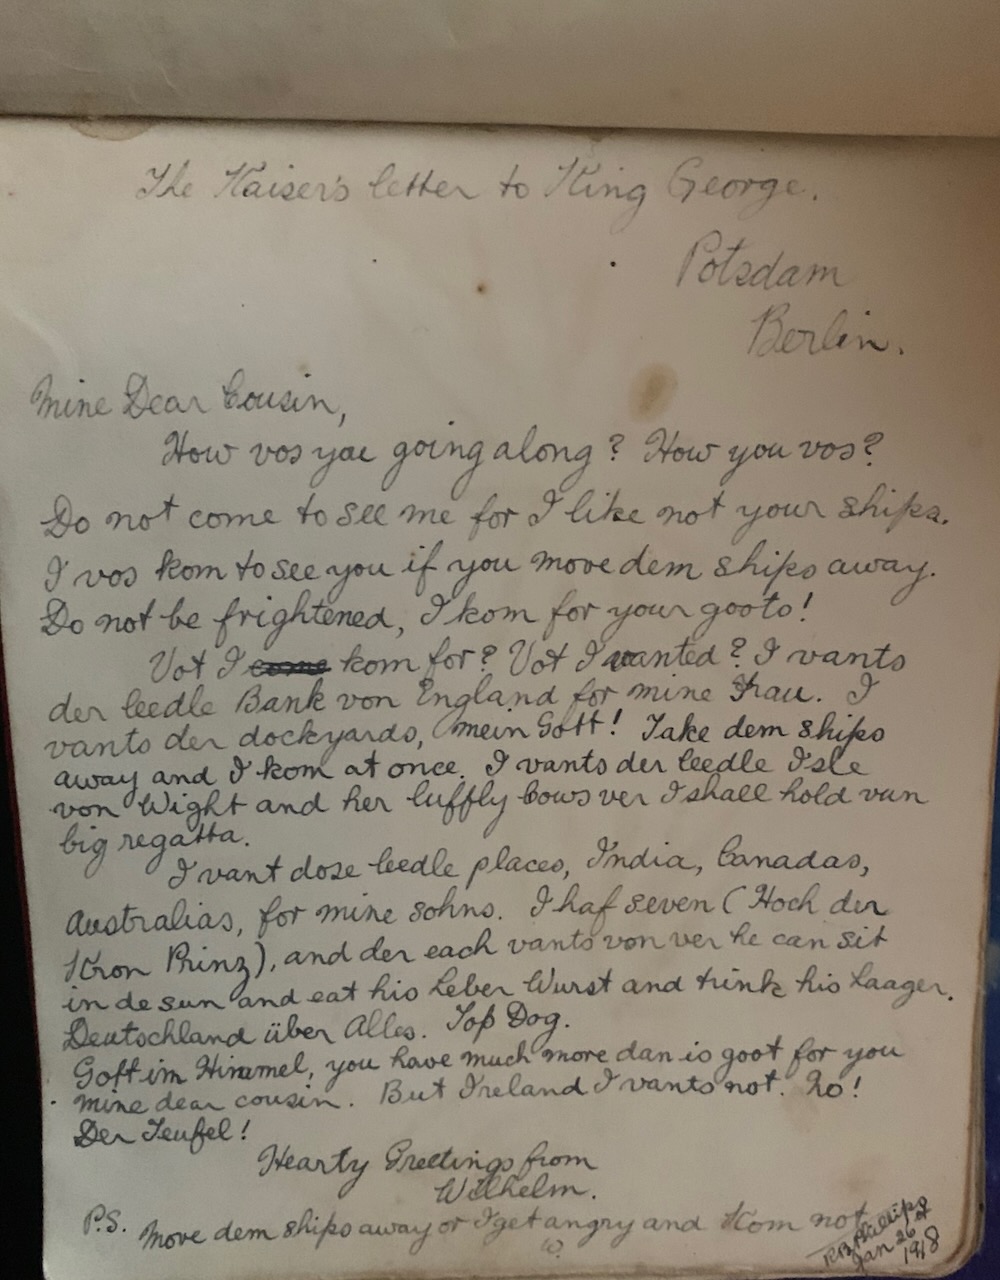 The Kaiser's letter to King George.
Potsdam
Berlin.
Mine Dear Cousin,
How vos you going along? How you vos?
Do not come to see me for I like not your ships.
I vos kom to see you if you move dem ships away.
Do not be frightened, I kom for your gooto!
Vot I come kom for? Vot I wanted? I vants
der leedle Bank von England for mine Frau. I
vants der dockyards, mein Gott! Take dem ships
away and I kom at once. I vants der leedle Isle
von Wight and her luffly Cows ver I shall hold vun
big regatta.
I vant dose leedle places, India, Canadas,
Australias, for mine sohns. I haf seven (Hoch der
Kron Prinz), and der each vants von ver he can sit
in de sun and eat his Leber Wurst and trink his Laager.
Deutschland über Alles. Top Dog.
Gott im Himmel, you have much more dan is goot for you
mine dear cousin. But Ireland I vants not. No!
Der Teufel!
Hearty Greetings from
Wilhelm.
P.S. Move dem ships away or I get angry and Kom not
W.
R.B. Phillips
Jan 26th
1918